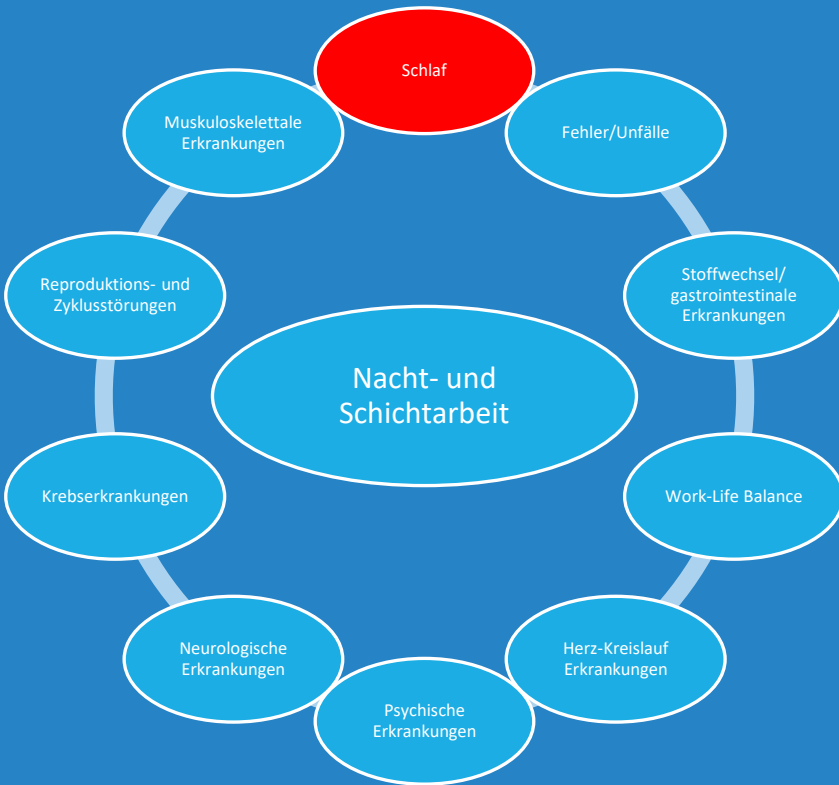 Schlaf
Fehler/Unfälle
Stoffwechsel/
gastrointestinale
Erkrankungen
Work-Life Balance
Herz-Kreislauf
Erkrankungen
Psychische
Erkrankungen
Neurologische
Erkrankungen
Krebserkrankungen
Reproduktions- und
Zyklusstörungen
Muskuloskelettale
Erkrankungen
Nacht- und
Schichtarbeit